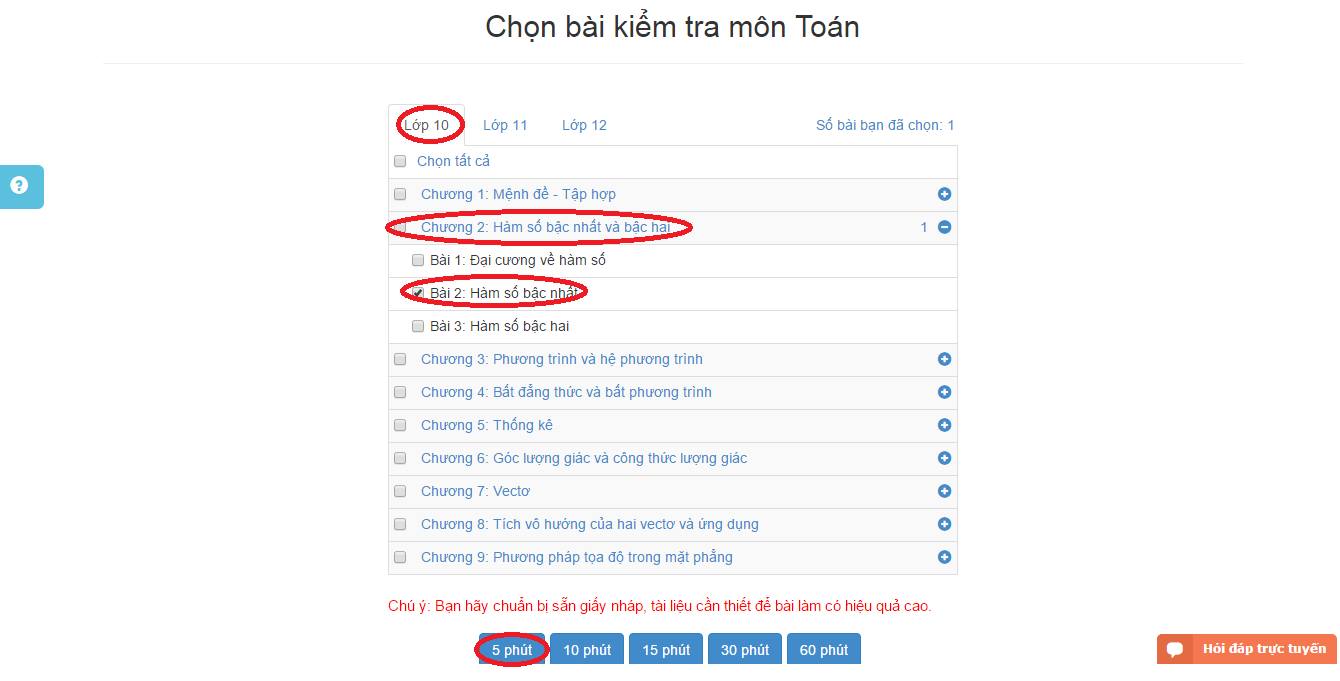 Chọn bài kiểm tra môn Toán
Lớp 10 Lớp 11 Lớp 12 Số bài bạn đã chọn: 1
Chọn tất cả
Chương 1: Mệnh đề - Tập hợp
Chương 2: Hàm số bậc nhất và bậc hai 1
Bài 1: Đại cương về hàm số
Bài 2: Hàm số bậc nhất
Bài 3: Hàm số bậc hai
Chương 3: Phương trình và hệ phương trình
Chương 4: Bất đẳng thức và bất phương trình
Chương 5: Thống kê
Chương 6: Góc lượng giác và công thức lượng giác
Chương 7: Vectơ
Chương 8: Tích vô hướng của hai vectơ và ứng dụng
Chương 9: Phương pháp tọa độ trong mặt phẳng
Chú ý: Bạn hãy chuẩn bị sẵn giấy nháp, tài liệu cần thiết để bài làm có hiệu quả cao.
5 phút 10 phút 15 phút 30 phút 60 phút
Hỏi đáp trực tuyến